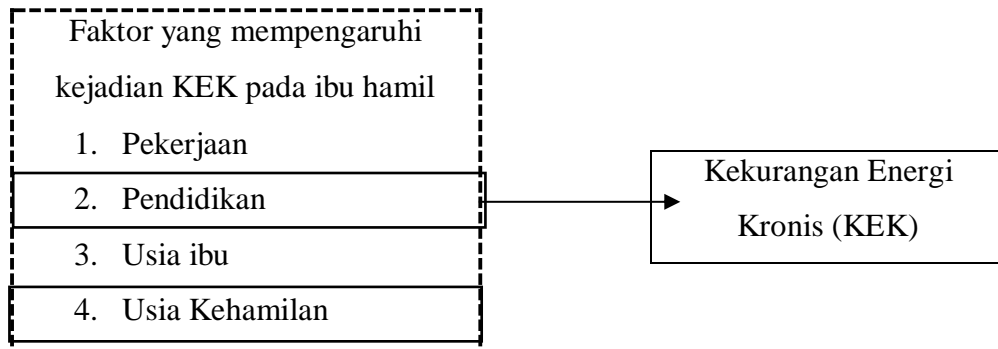 Faktor yang mempengaruhi
kejadian KEK pada ibu hamil
1. Pekerjaan
2. Pendidikan
3. Usia ibu
4. Usia Kehamilan
Kekurangan Energi
Kronis (KEK)